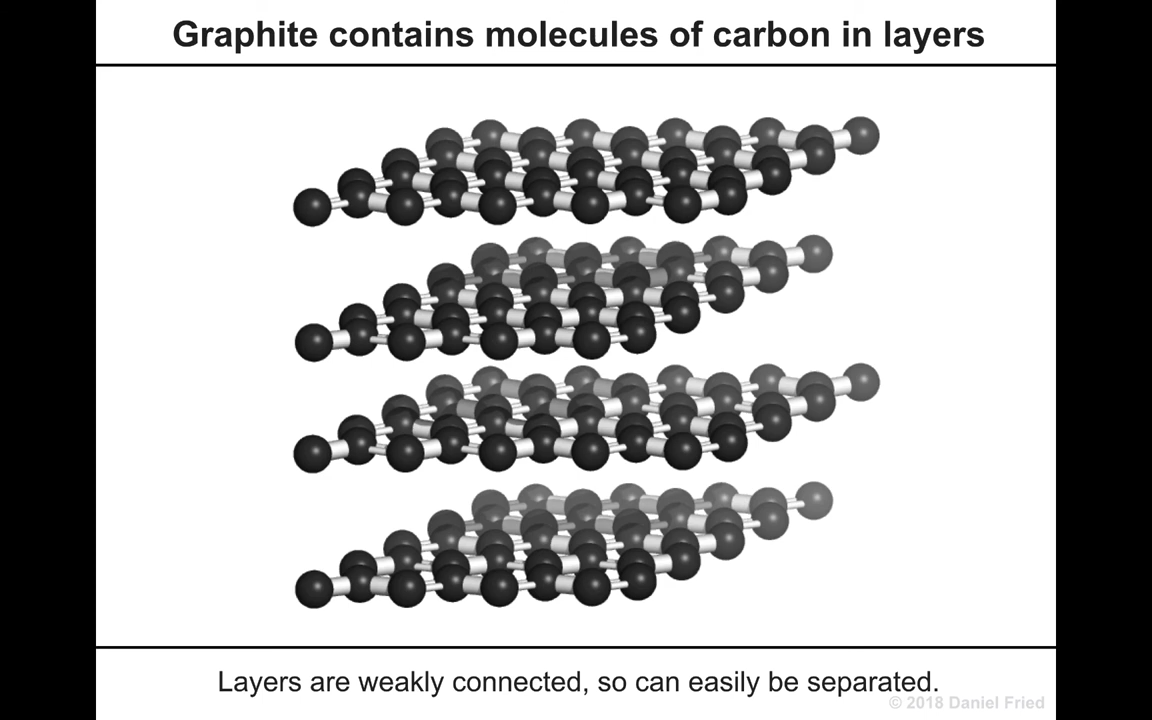 Graphite contains molecules of carbon in layers
Layers are weakly connected, so can easily be separated.
© 2018 Daniel Fried